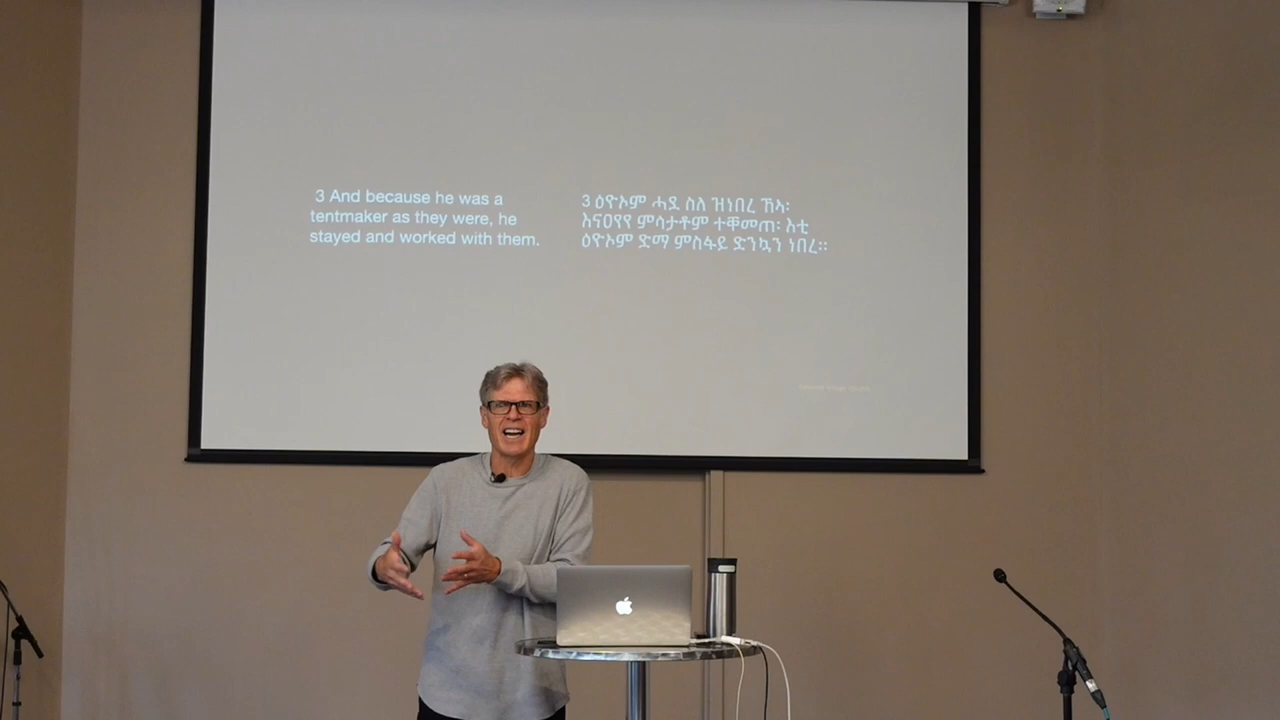 3 And because he was a
tentmaker as they were, he
stayed and worked with them.
3 ዕዮኦም ሓደ ስለ ዝነበረ ኸኣ፡
እናዐየየ ምሳታቶም ተቐመጠ፡ እቲ
ዕዮኦም ድማ ምስፋይ ድንኳን ነበረ።